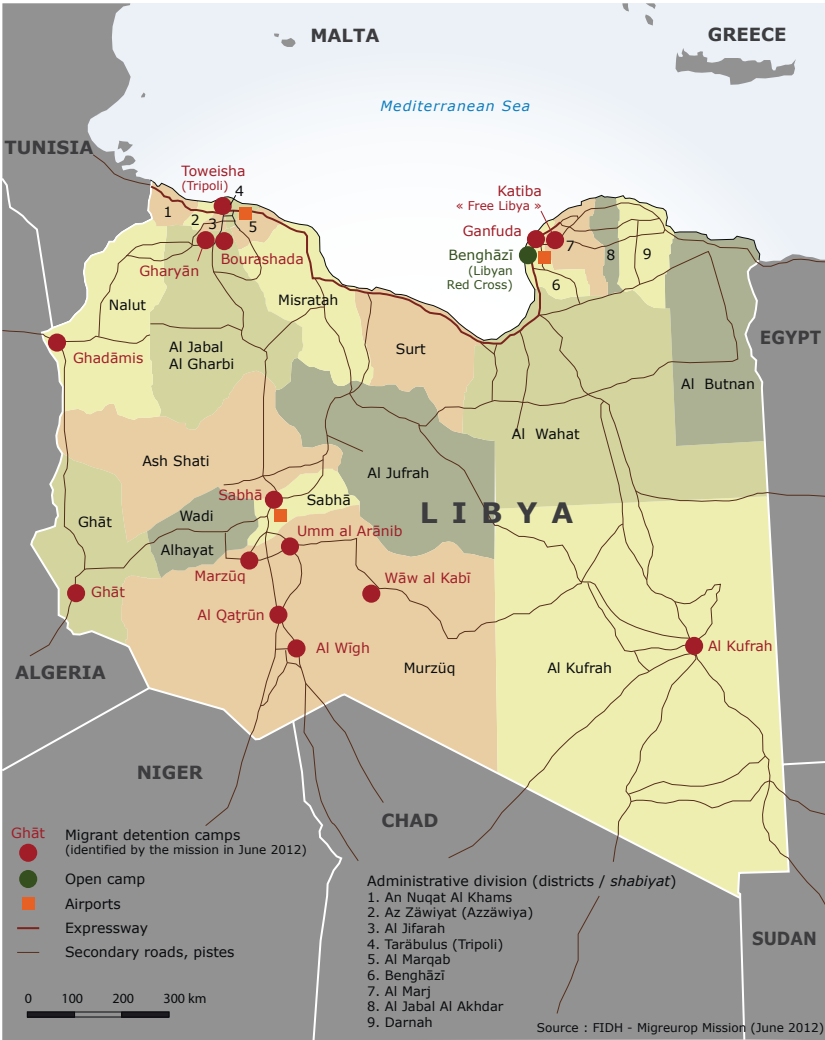 MALTA
GREECE
Mediterranean Sea
TUNISIA
Toweisha
(Tripoli)
4
Katiba
« Free Libya »
1
2
3
5
Ganfuda
7
8
9
Gharyān
Bourashada
Benghāzī
(Libyan
Red Cross)
6
Nalut
Misratah
EGYPT
Ghadāmis
Al Jabal
Al Gharbi
Surt
Al Butnan
Al Wahat
Ash Shati
Al Jufrah
Sabhā
Sabhā
LIBYA
Ghāt
Wadi
Alhayat
Umm al Arānib
Marzūq
Wāw al Kabī
Ghāt
Al Qaţrūn
Al Wīgh
Al Kufrah
ALGERIA
Murzūq
Al Kufrah
NIGER
CHAD
SUDAN
Ghāt
Migrant detention camps
(identified by the mission in June 2012)
Open camp
Airports
Expressway
Secondary roads, pistes
0 100 200 300 km
Administrative division (districts / shabiyat)
1. An Nuqat Al Khams
2. Az Zāwiyat (Azzāwiya)
3. Al Jifarah
4. Tarābulus (Tripoli)
5. Al Marqab
6. Benghāzī
7. Al Marj
8. Al Jabal Al Akhdar
9. Darnah
Source : FIDH - Migreurop Mission (June 2012)